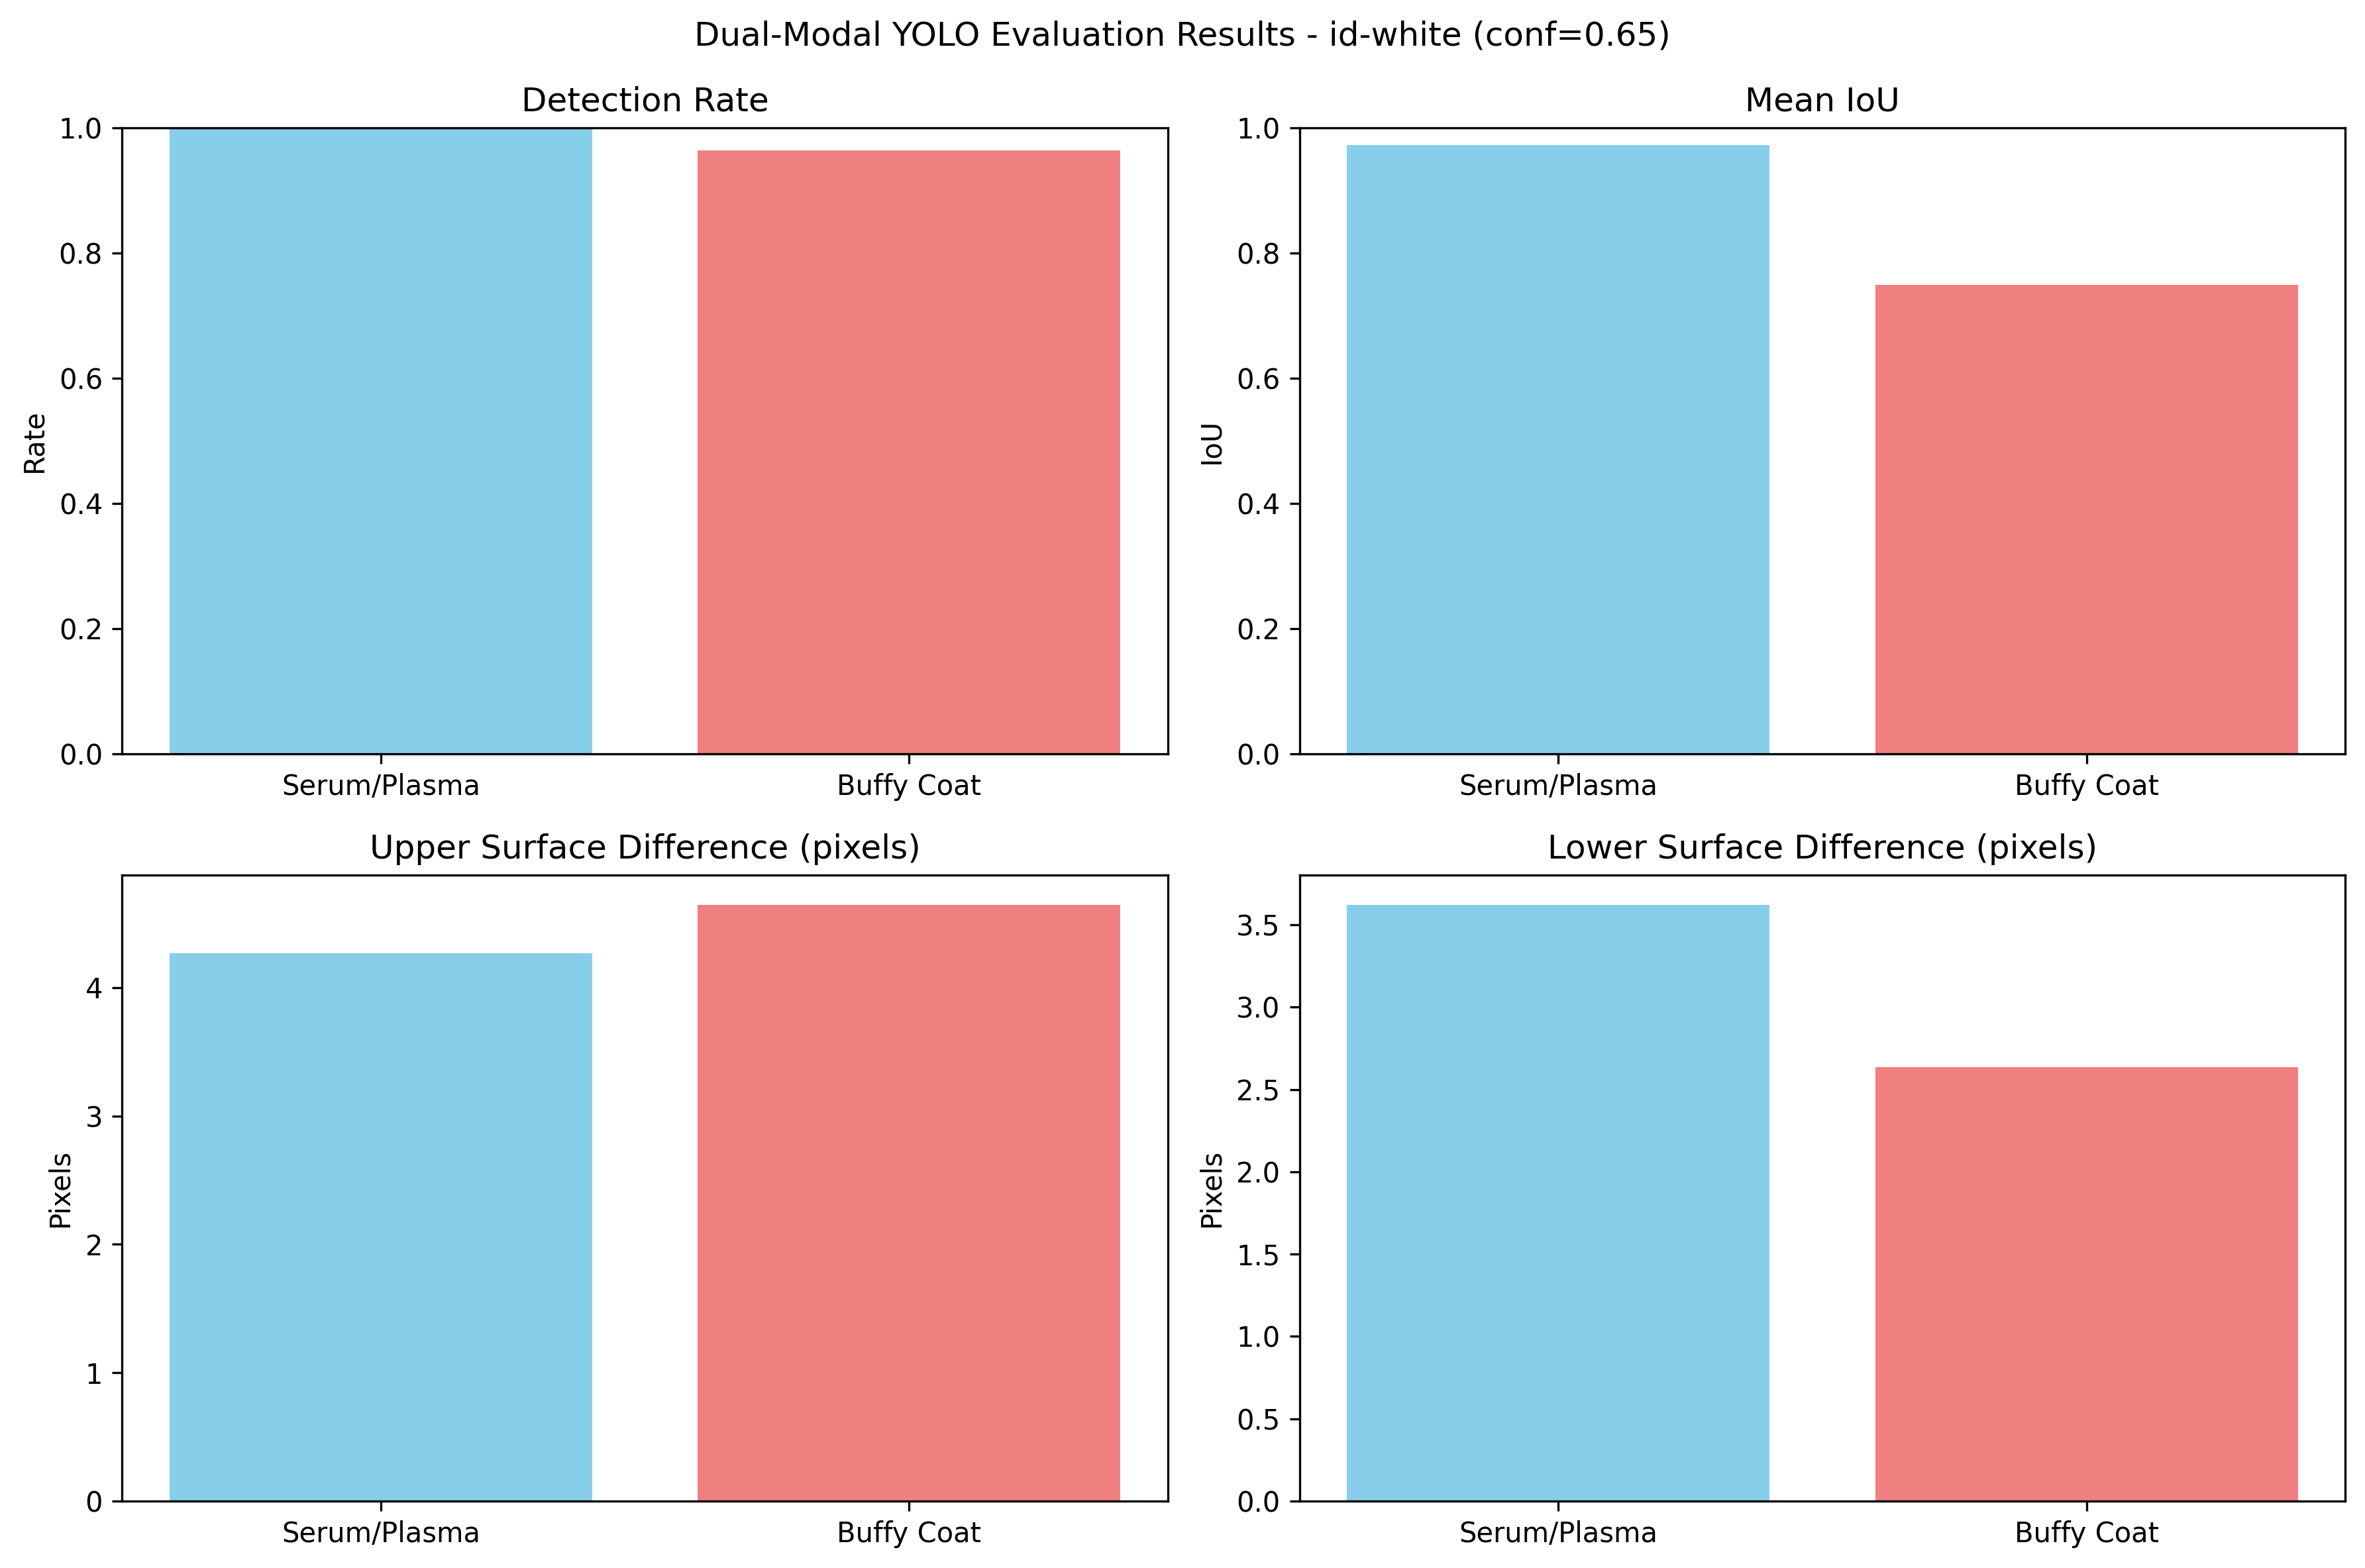 Dual-Modal YOLO Evaluation Results - id-white (conf=0.65)
Detection Rate
1.0
0.8
0.6
0.4
0.2
0.0
Rate
Serum/Plasma
Buffy Coat
Mean IoU
1.0
0.8
0.6
0.4
0.2
0.0
IoU
Serum/Plasma
Buffy Coat
Upper Surface Difference (pixels)
4
3
2
1
0
Pixels
Serum/Plasma
Buffy Coat
Lower Surface Difference (pixels)
3.5
3.0
2.5
2.0
1.5
1.0
0.5
0.0
Pixels
Serum/Plasma
Buffy Coat